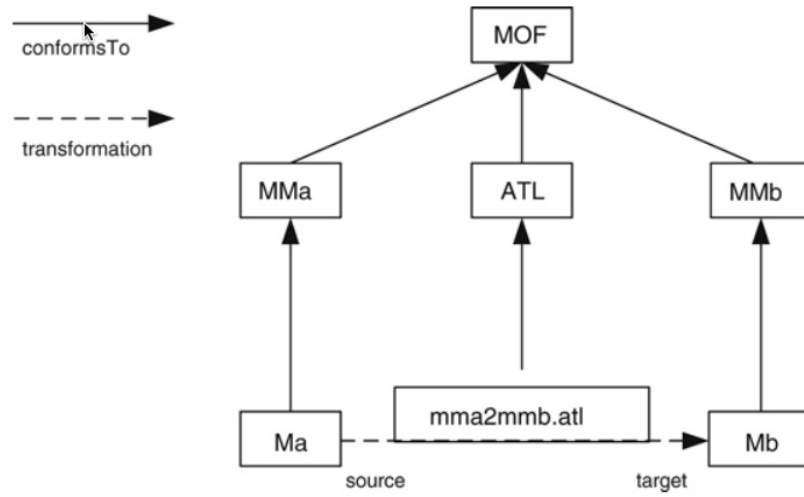 conformsTo
MOF
transformation
MMa
ATL
MMb
mma2mmb.atl
Ma
Mb
source
target